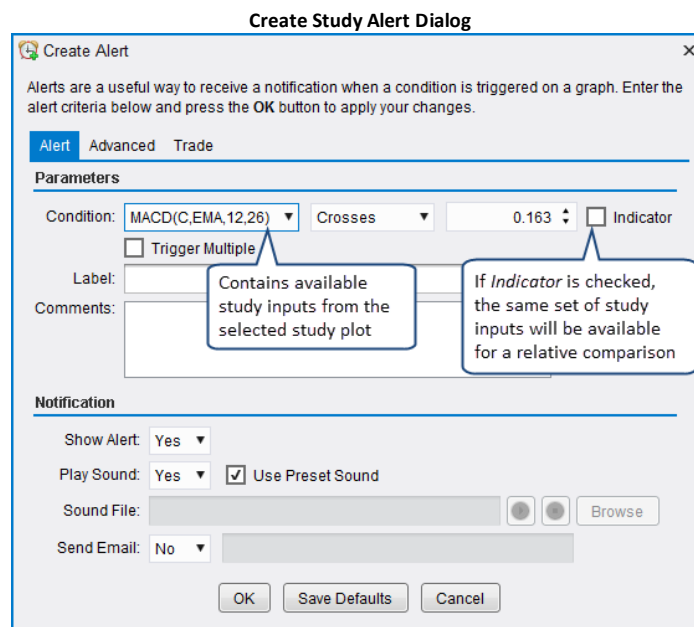 Create Study Alert Dialog
Create Alert
Alerts are a useful way to receive a notification when a condition is triggered on a graph. Enter the
alert criteria below and press the OK button to apply your changes.
Alert Advanced Trade
Parameters
Condition: MACD(C,EMA,12,26) Crosses 0.163 Indicator
Trigger Multiple
Label:
Comments:
Contains available
study inputs from the
selected study plot
If Indicator is checked,
the same set of study
inputs will be available
for a relative comparison
Notification
Show Alert: Yes
Play Sound: Yes Use Preset Sound
Sound File: Browse
Send Email: No
OK Save Defaults Cancel